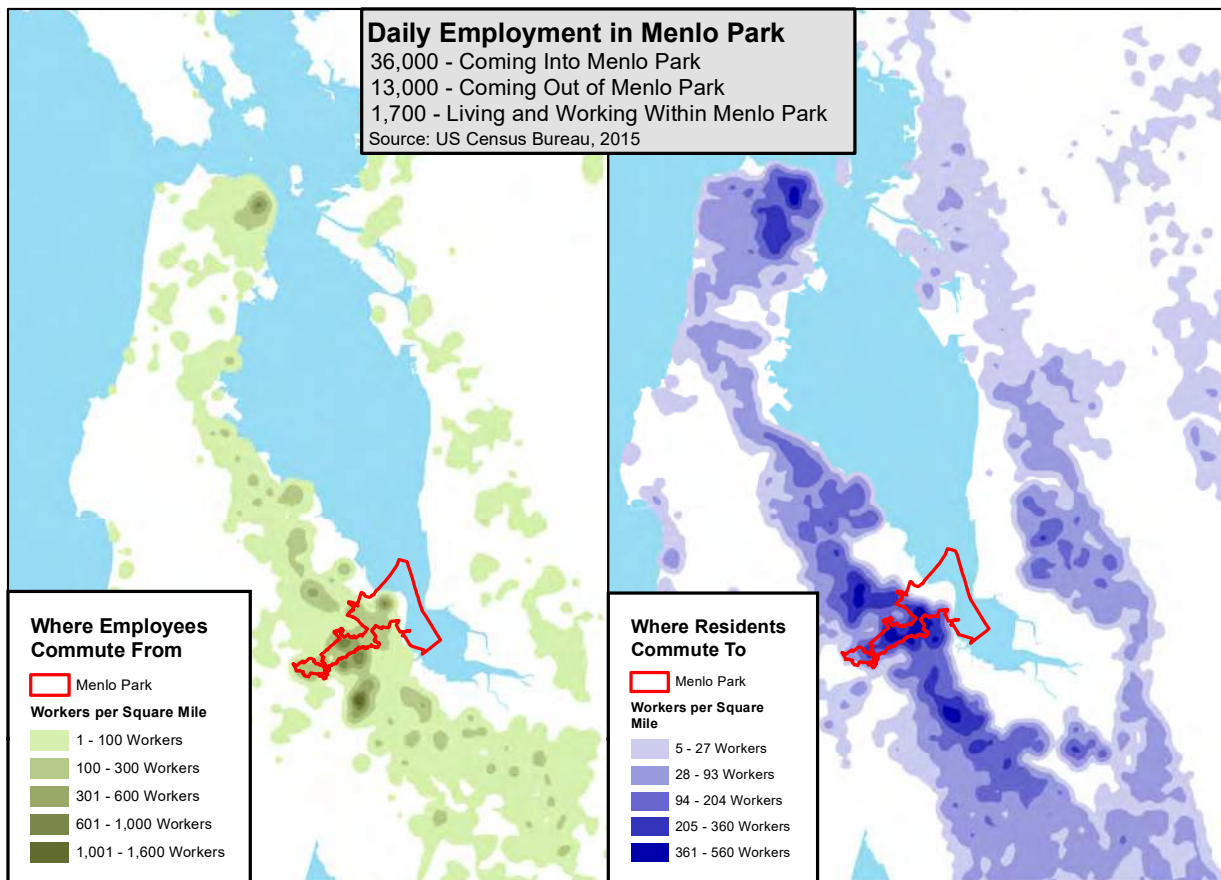 Daily Employment in Menlo Park
36,000 - Coming Into Menlo Park
13,000 - Coming Out of Menlo Park
1,700 - Living and Working Within Menlo Park
Source: US Census Bureau, 2015
Where Employees
Commute From
Menlo Park
Workers per Square Mile
1 - 100 Workers
100 - 300 Workers
301 - 600 Workers
601 - 1,000 Workers
1,001 - 1,600 Workers
Where Residents
Commute To
Menlo Park
Workers per Square
Mile
5 - 27 Workers
28 - 93 Workers
94 - 204 Workers
205 - 360 Workers
361 - 560 Workers